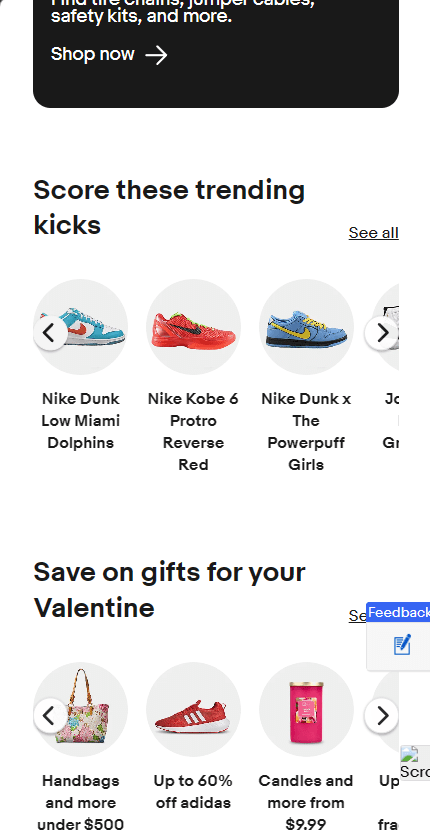 Find tire chains, jumper cables,
safety kits, and more.
Shop now
Score these trending
kicks
See all
Nike Dunk
Low Miami
Dolphins
Nike Kobe 6
Protro
Reverse
Red
Nike Dunk x
The
Powerpuff
Girls
Jo
Gr
Save on gifts for your
Valentine
Se
Feedback
Handbags
and more
under $500
Up to 60%
off adidas
Candles and
more from
$9.99
Up
fra
Scro